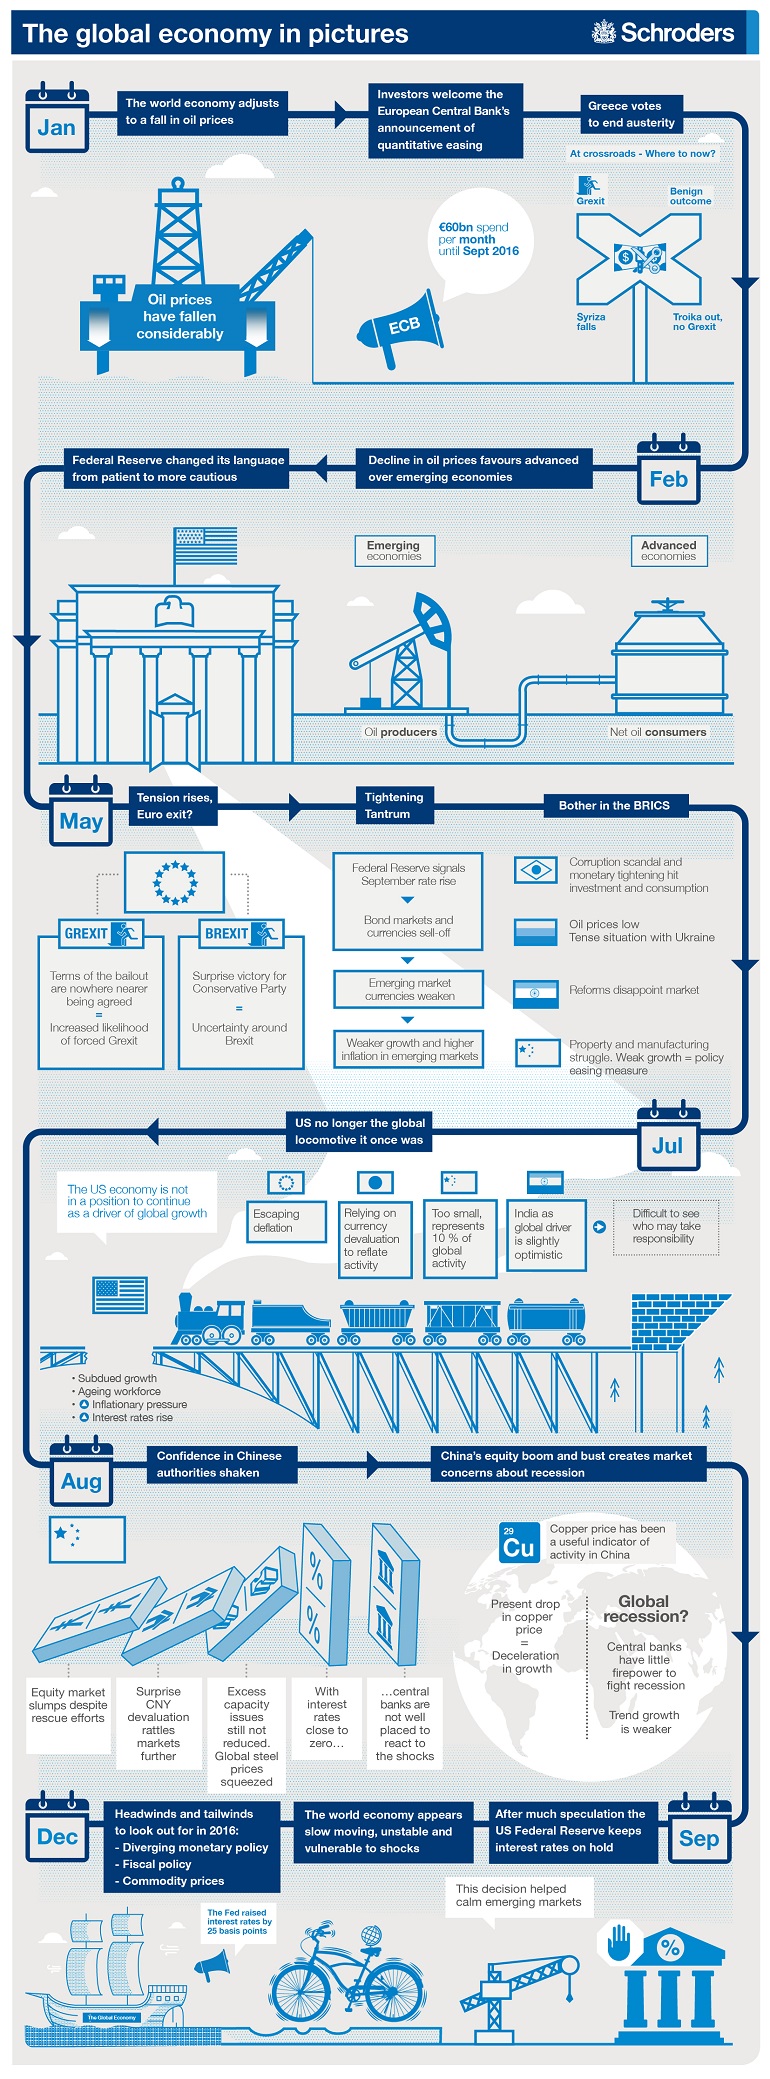 The global economy in pictures
Schroders
Jan
The world economy adjusts
to a fall in oil prices
Investors welcome the
European Central Bank's
announcement of
quantitative easing
Greece votes
to end austerity
At crossroads - Where to now?
Grexit
Benign
outcome
€60bn spend
per month
until Sept 2016
$
Oil prices
have fallen
considerably
ECB
Syriza
falls
Troika out,
no Grexit
Federal Reserve changed its language
from patient to more cautious
Decline in oil prices favours advanced
over emerging economies
Feb
Emerging
economies
Advanced
economies
Oil producers
Net oil consumers
May
Tension rises,
Euro exit?
Tightening
Tantrum
Bother in the BRICS
GREXIT
BREXIT
Terms of the bailout
are nowhere nearer
being agreed
=
Increased likelihood
of forced Grexit
Surprise victory for
Conservative Party
=
Uncertainty around
Brexit
Federal Reserve signals
September rate rise
Bond markets and
currencies sell-off
Emerging market
currencies weaken
Weaker growth and higher
inflation in emerging markets
Corruption scandal and
monetary tightening hit
investment and consumption
Oil prices low
Tense situation with Ukraine
Reforms disappoint market
Property and manufacturing
struggle. Weak growth = policy
easing measure
US no longer the global
locomotive it once was
Jul
The US economy is not
in a position to continue
as a driver of global growth
Escaping
deflation
Relying on
currency
devaluation
to reflate
activity
Too small,
represents
10 % of
global
activity
India as
global driver
is slightly
optimistic
Difficult to see
who may take
responsibility
• Subdued growth
• Ageing workforce
• Inflationary pressure
• Interest rates rise
Aug
Confidence in Chinese
authorities shaken
China's equity boom and bust creates market
concerns about recession
29
Cu
Copper price has been
a useful indicator of
activity in China
%
%
Present drop
in copper
price
=
Deceleration
in growth
Global
recession?
Central banks
have little
firepower to
fight recession
Trend growth
is weaker
Equity market
slumps despite
rescue efforts
Surprise
CNY
devaluation
rattles
markets
further
Excess
capacity
issues
still not
reduced.
Global steel
prices
squeezed
With
interest
rates
close to
zero...
...central
banks are
not well
placed to
react to
the shocks
Dec
Headwinds and tailwinds
to look out for in 2016:
- Diverging monetary policy
- Fiscal policy
- Commodity prices
The world economy appears
slow moving, unstable and
vulnerable to shocks
After much speculation the
US Federal Reserve keeps
interest rates on hold
Sep
This decision helped
calm emerging markets
The Fed raised
interest rates by
25 basis points
%
The Global Economy